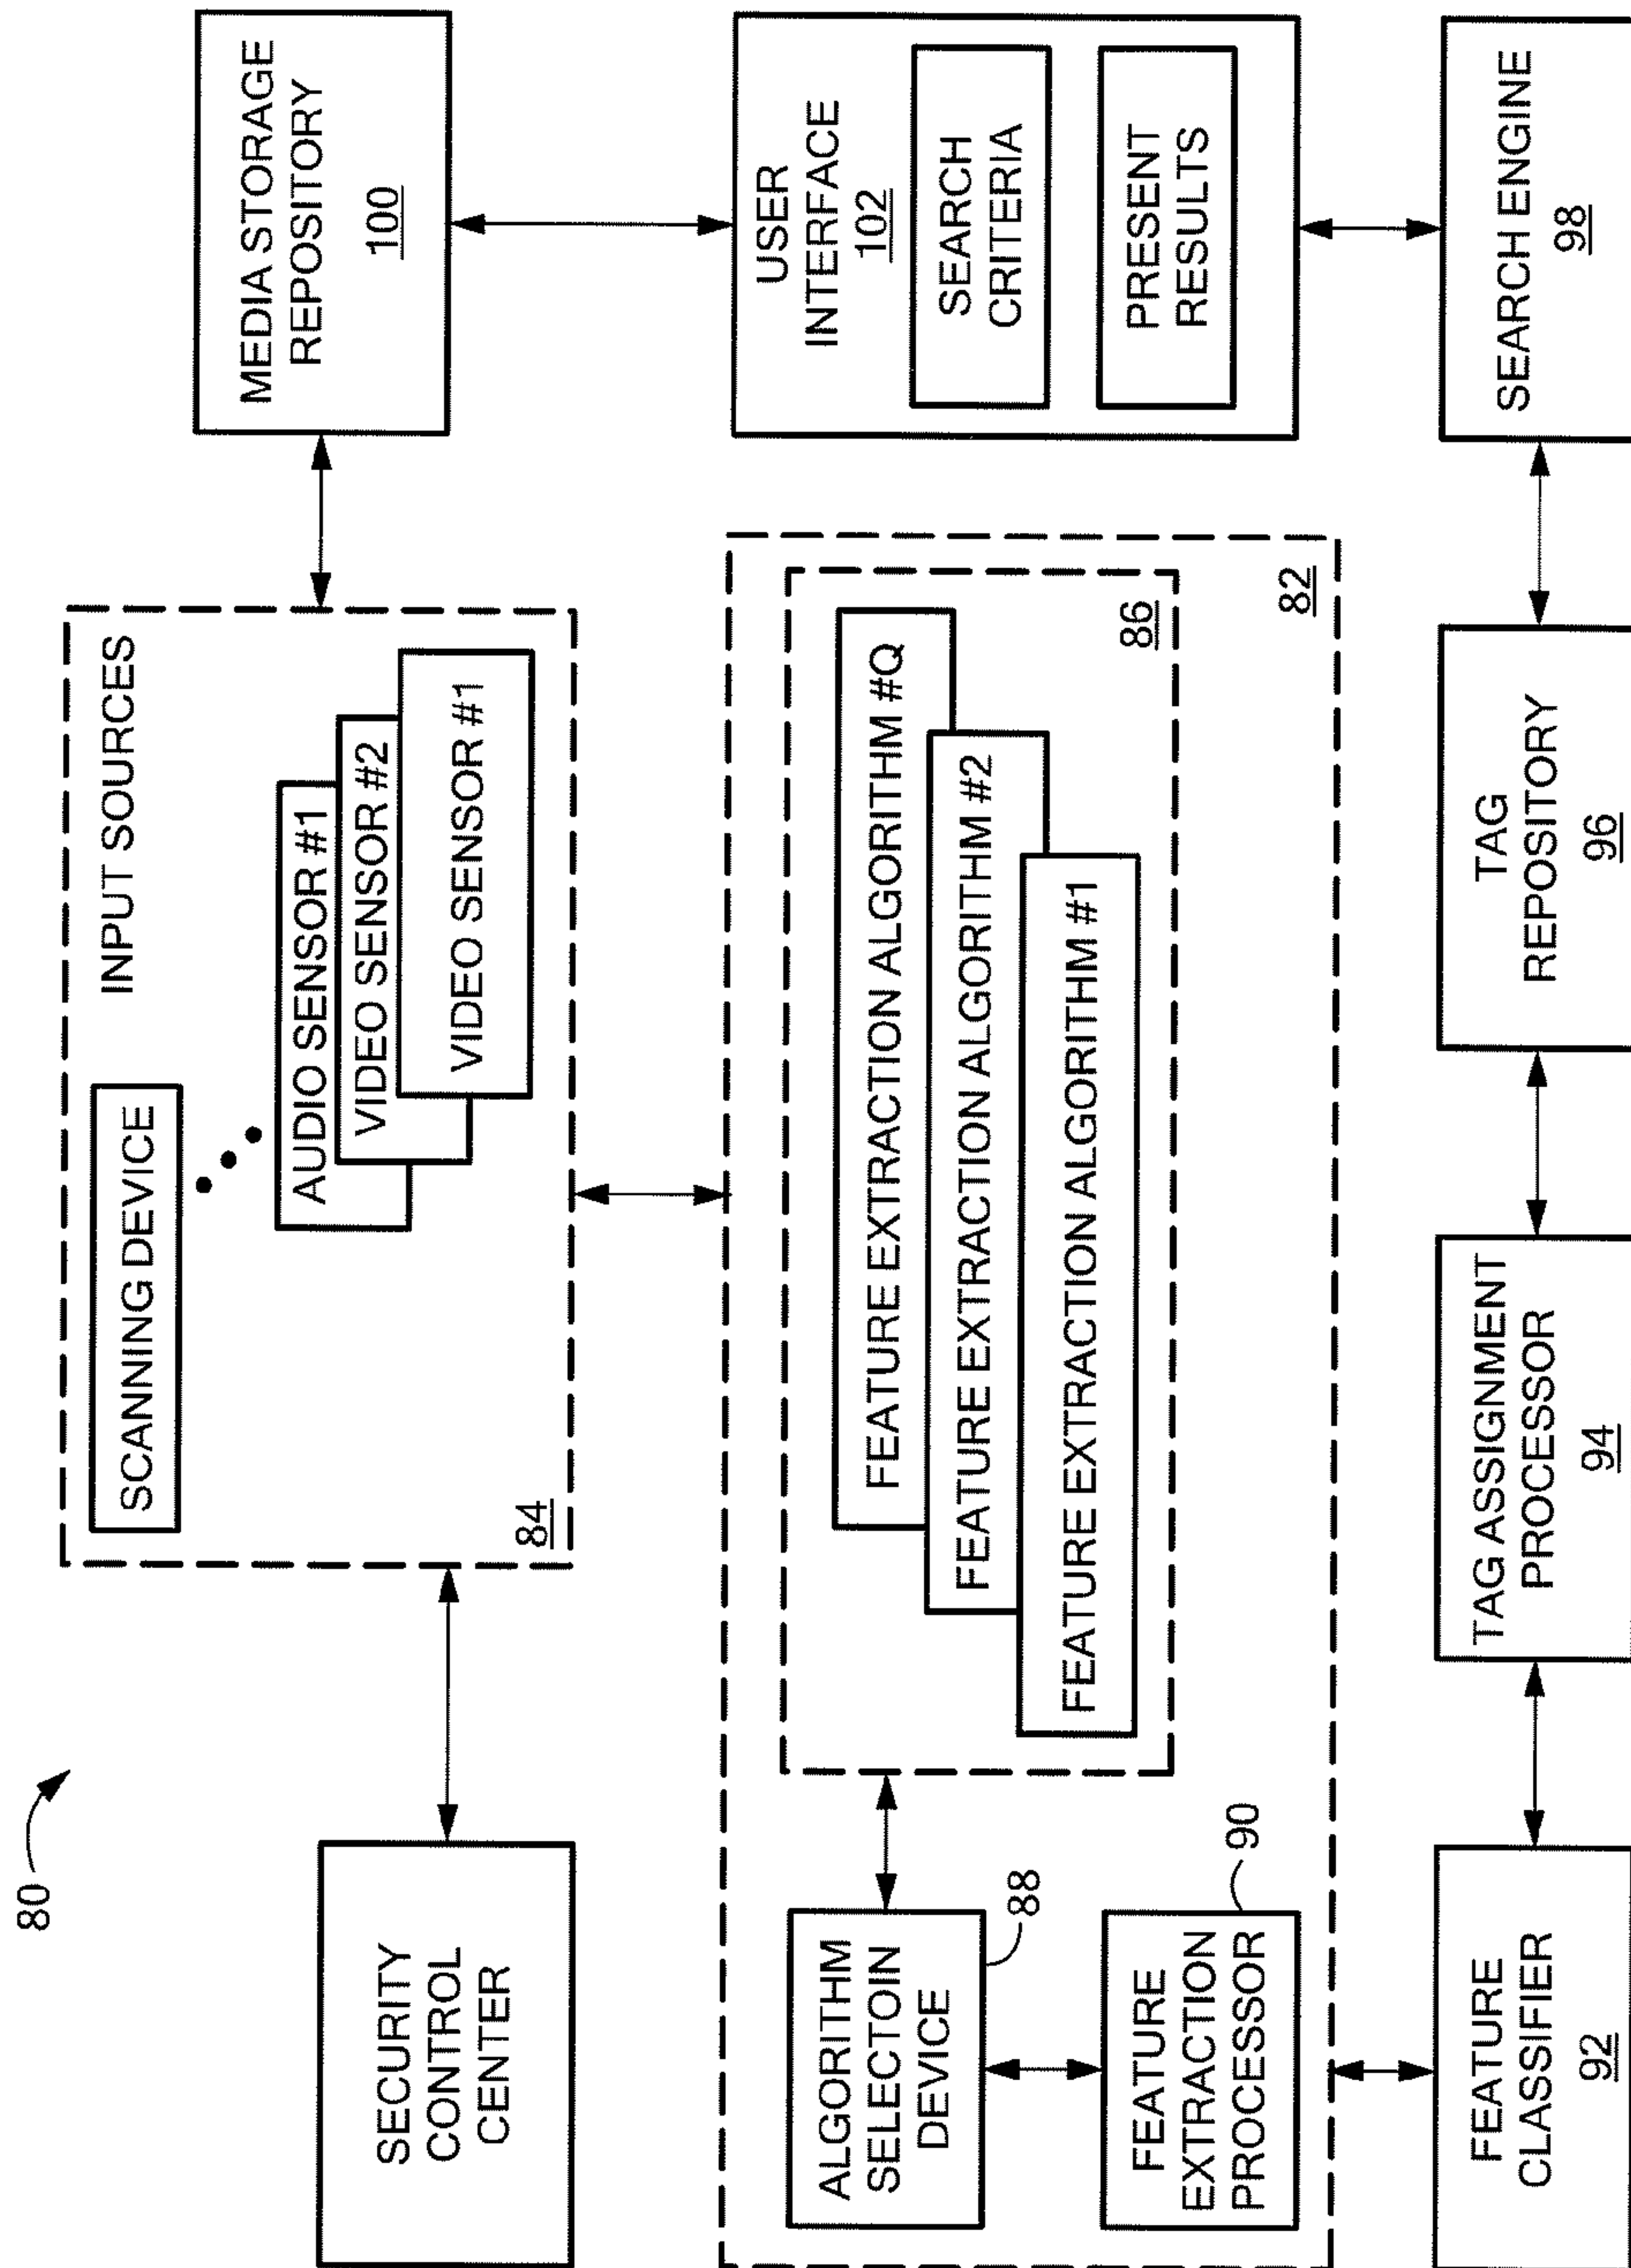 80
SECURITY
CONTROL
CENTER
INPUT SOURCES
SCANNING DEVICE
AUDIO SENSOR #1
VIDEO SENSOR #2
VIDEO SENSOR #1
84
MEDIA STORAGE
REPOSITORY
100
ALGORITHM
SELECTOIN
DEVICE
88
FEATURE
EXTRACTION
PROCESSOR
90
FEATURE EXTRACTION ALGORITHM #Q
FEATURE EXTRACTION ALGORITHM #2
FEATURE EXTRACTION ALGORITHM #1
86
82
USER
INTERFACE
102
SEARCH
CRITERIA
PRESENT
RESULTS
FEATURE
CLASSIFIER
92
TAG ASSIGNMENT
PROCESSOR
94
TAG
REPOSITORY
96
SEARCH ENGINE
98